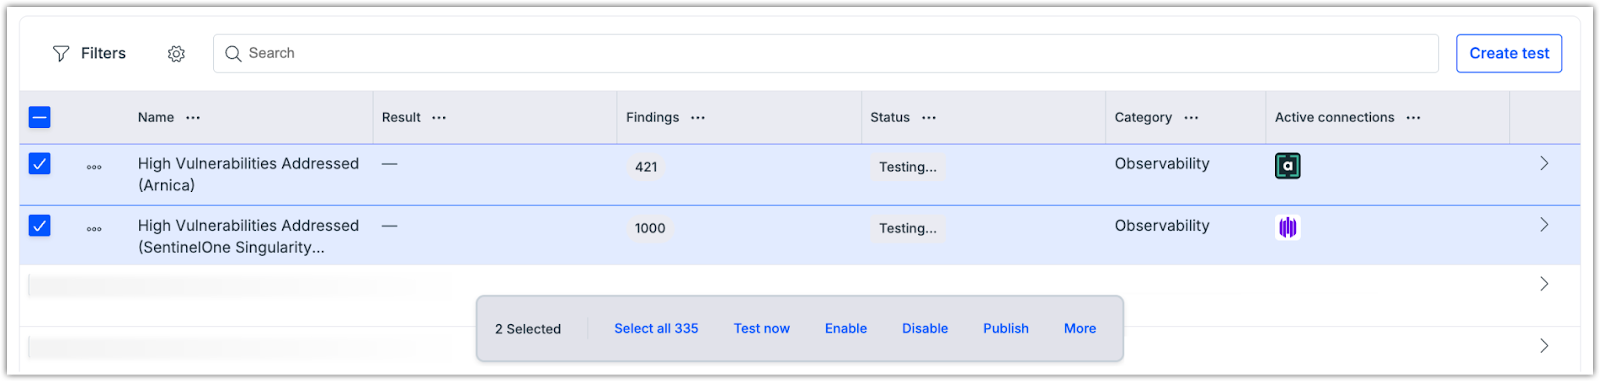 Filters
Search
Create test
Name ··· Result ··· Findings ··· Status ··· Category ··· Active connections ···
High Vulnerabilities Addressed — 421 Testing... Observability a
(Arnica)
High Vulnerabilities Addressed — 1000 Testing... Observability
(SentinelOne Singularity...
2 Selected Select all 335 Test now Enable Disable Publish More